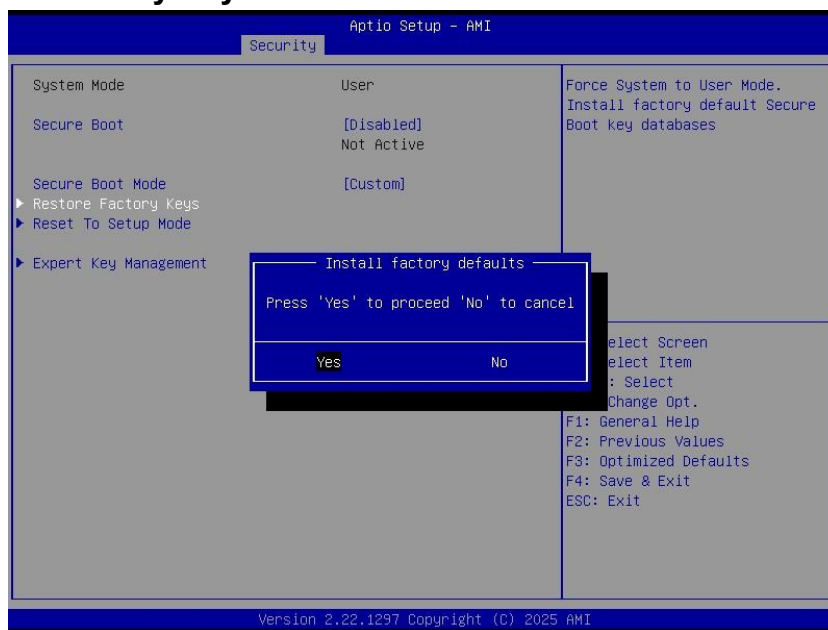 Aptio Setup – AMI
Security
System Mode User
Secure Boot [Disabled]
Not Active
Secure Boot Mode [Custom]
Restore Factory Keys
Reset To Setup Mode
Expert Key Management
Force System to User Mode.
Install factory default Secure
Boot key databases
Install factory defaults
Press 'Yes' to proceed 'No' to cancel
Yes No
elect Screen
elect Item
: Select
Change Opt.
F1: General Help
F2: Previous Values
F3: Optimized Defaults
F4: Save & Exit
ESC: Exit
Version 2.22.1297 Copyright (C) 2025 AMI